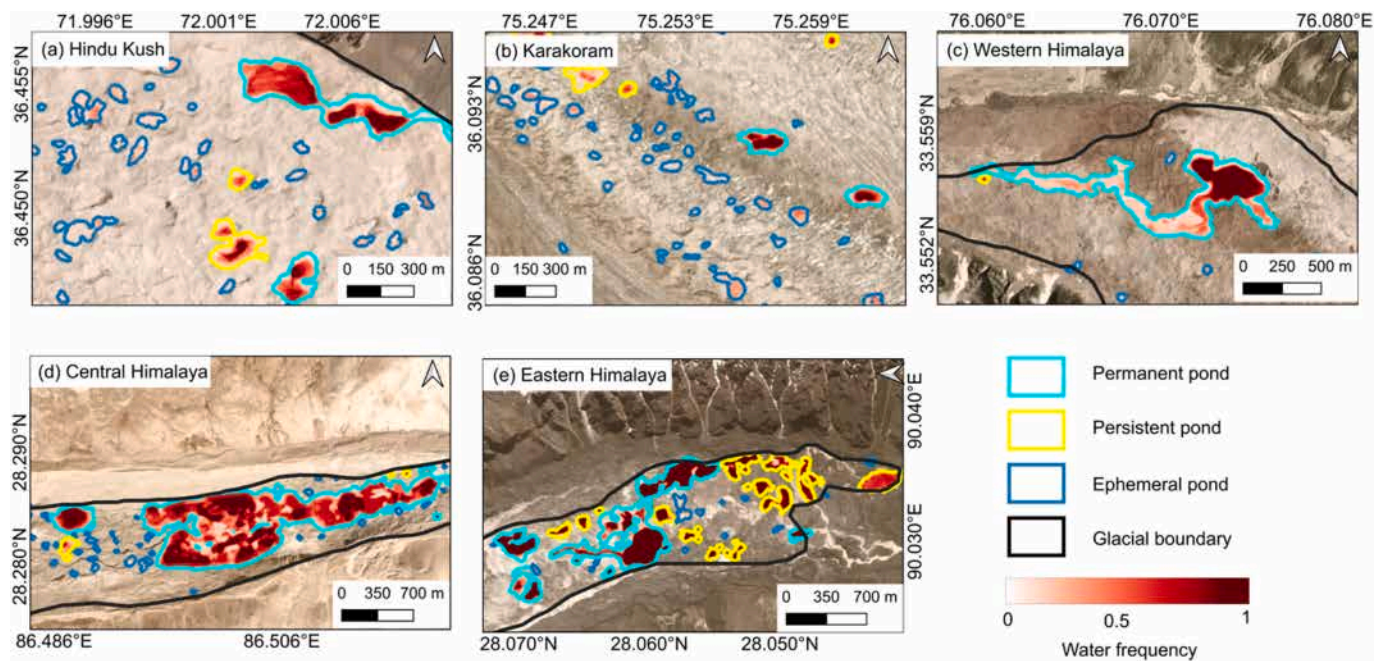 71.996°E 72.001°E 72.006°E
(a) Hindu Kush
36.455°N
36.450°N
0 150 300 m
75.247°E 75.253°E 75.259°E
(b) Karakoram
36.093°N
36.086°N
0 150 300 m
76.060°E 76.070°E 76.080°E
(c) Western Himalaya
33.559°N
33.552°N
0 250 500 m
(d) Central Himalaya
28.290°N
28.280°N
0 350 700 m
86.486°E 86.506°E
(e) Eastern Himalaya
90.040°E
90.030°E
0 350 700 m
28.070°N 28.060°N 28.050°N
Permanent pond
Persistent pond
Ephemeral pond
Glacial boundary
0 0.5 1
Water frequency